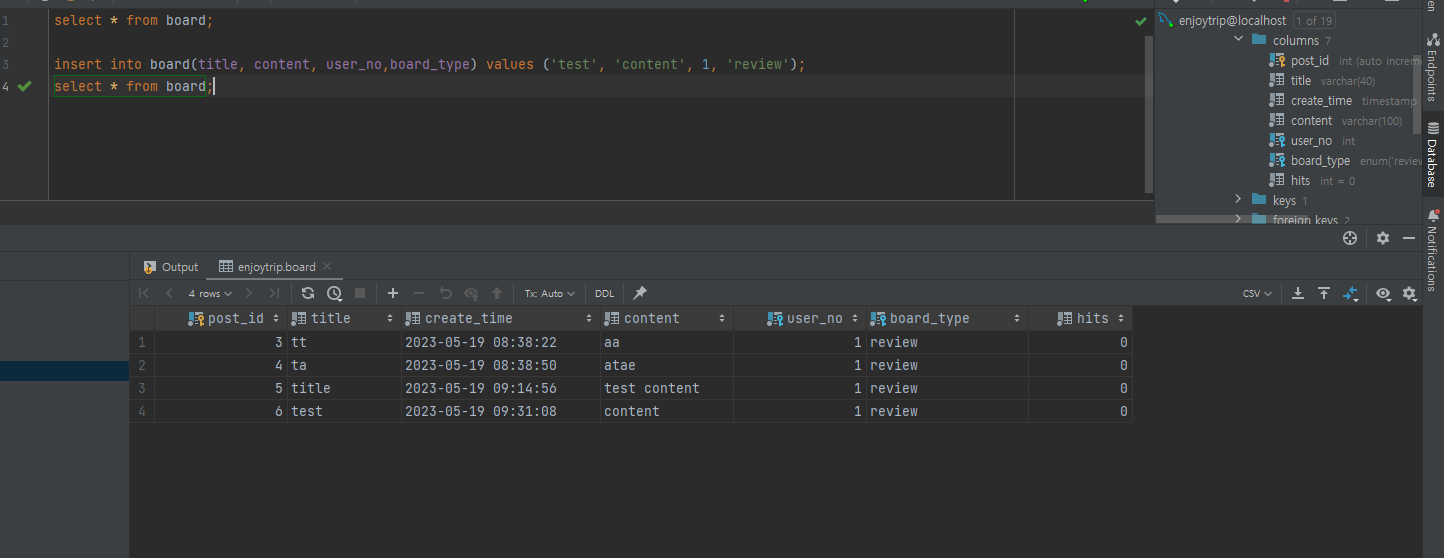 1 select * from board;
2
3 insert into board(title, content, user_no,board_type) values ('test', 'content', 1, 'review');
4 select * from board;
enjoytrip@localhost 1 of 19
columns 7
post_id int (auto increme
title varchar(40)
create_time timestamp
content varchar(100)
user_no int
board_type enum('review
hits int = 0
keys 1
foreign keys 2
en
Endpoints
Database
Notifications
Output enjoytrip.board
4 rows Tx: Auto DDL CSV
post_id title create_time content user_no board_type hits
1 3 tt 2023-05-19 08:38:22 aa 1 review 0
2 4 ta 2023-05-19 08:38:50 atae 1 review 0
3 5 title 2023-05-19 09:14:56 test content 1 review 0
4 6 test 2023-05-19 09:31:08 content 1 review 0